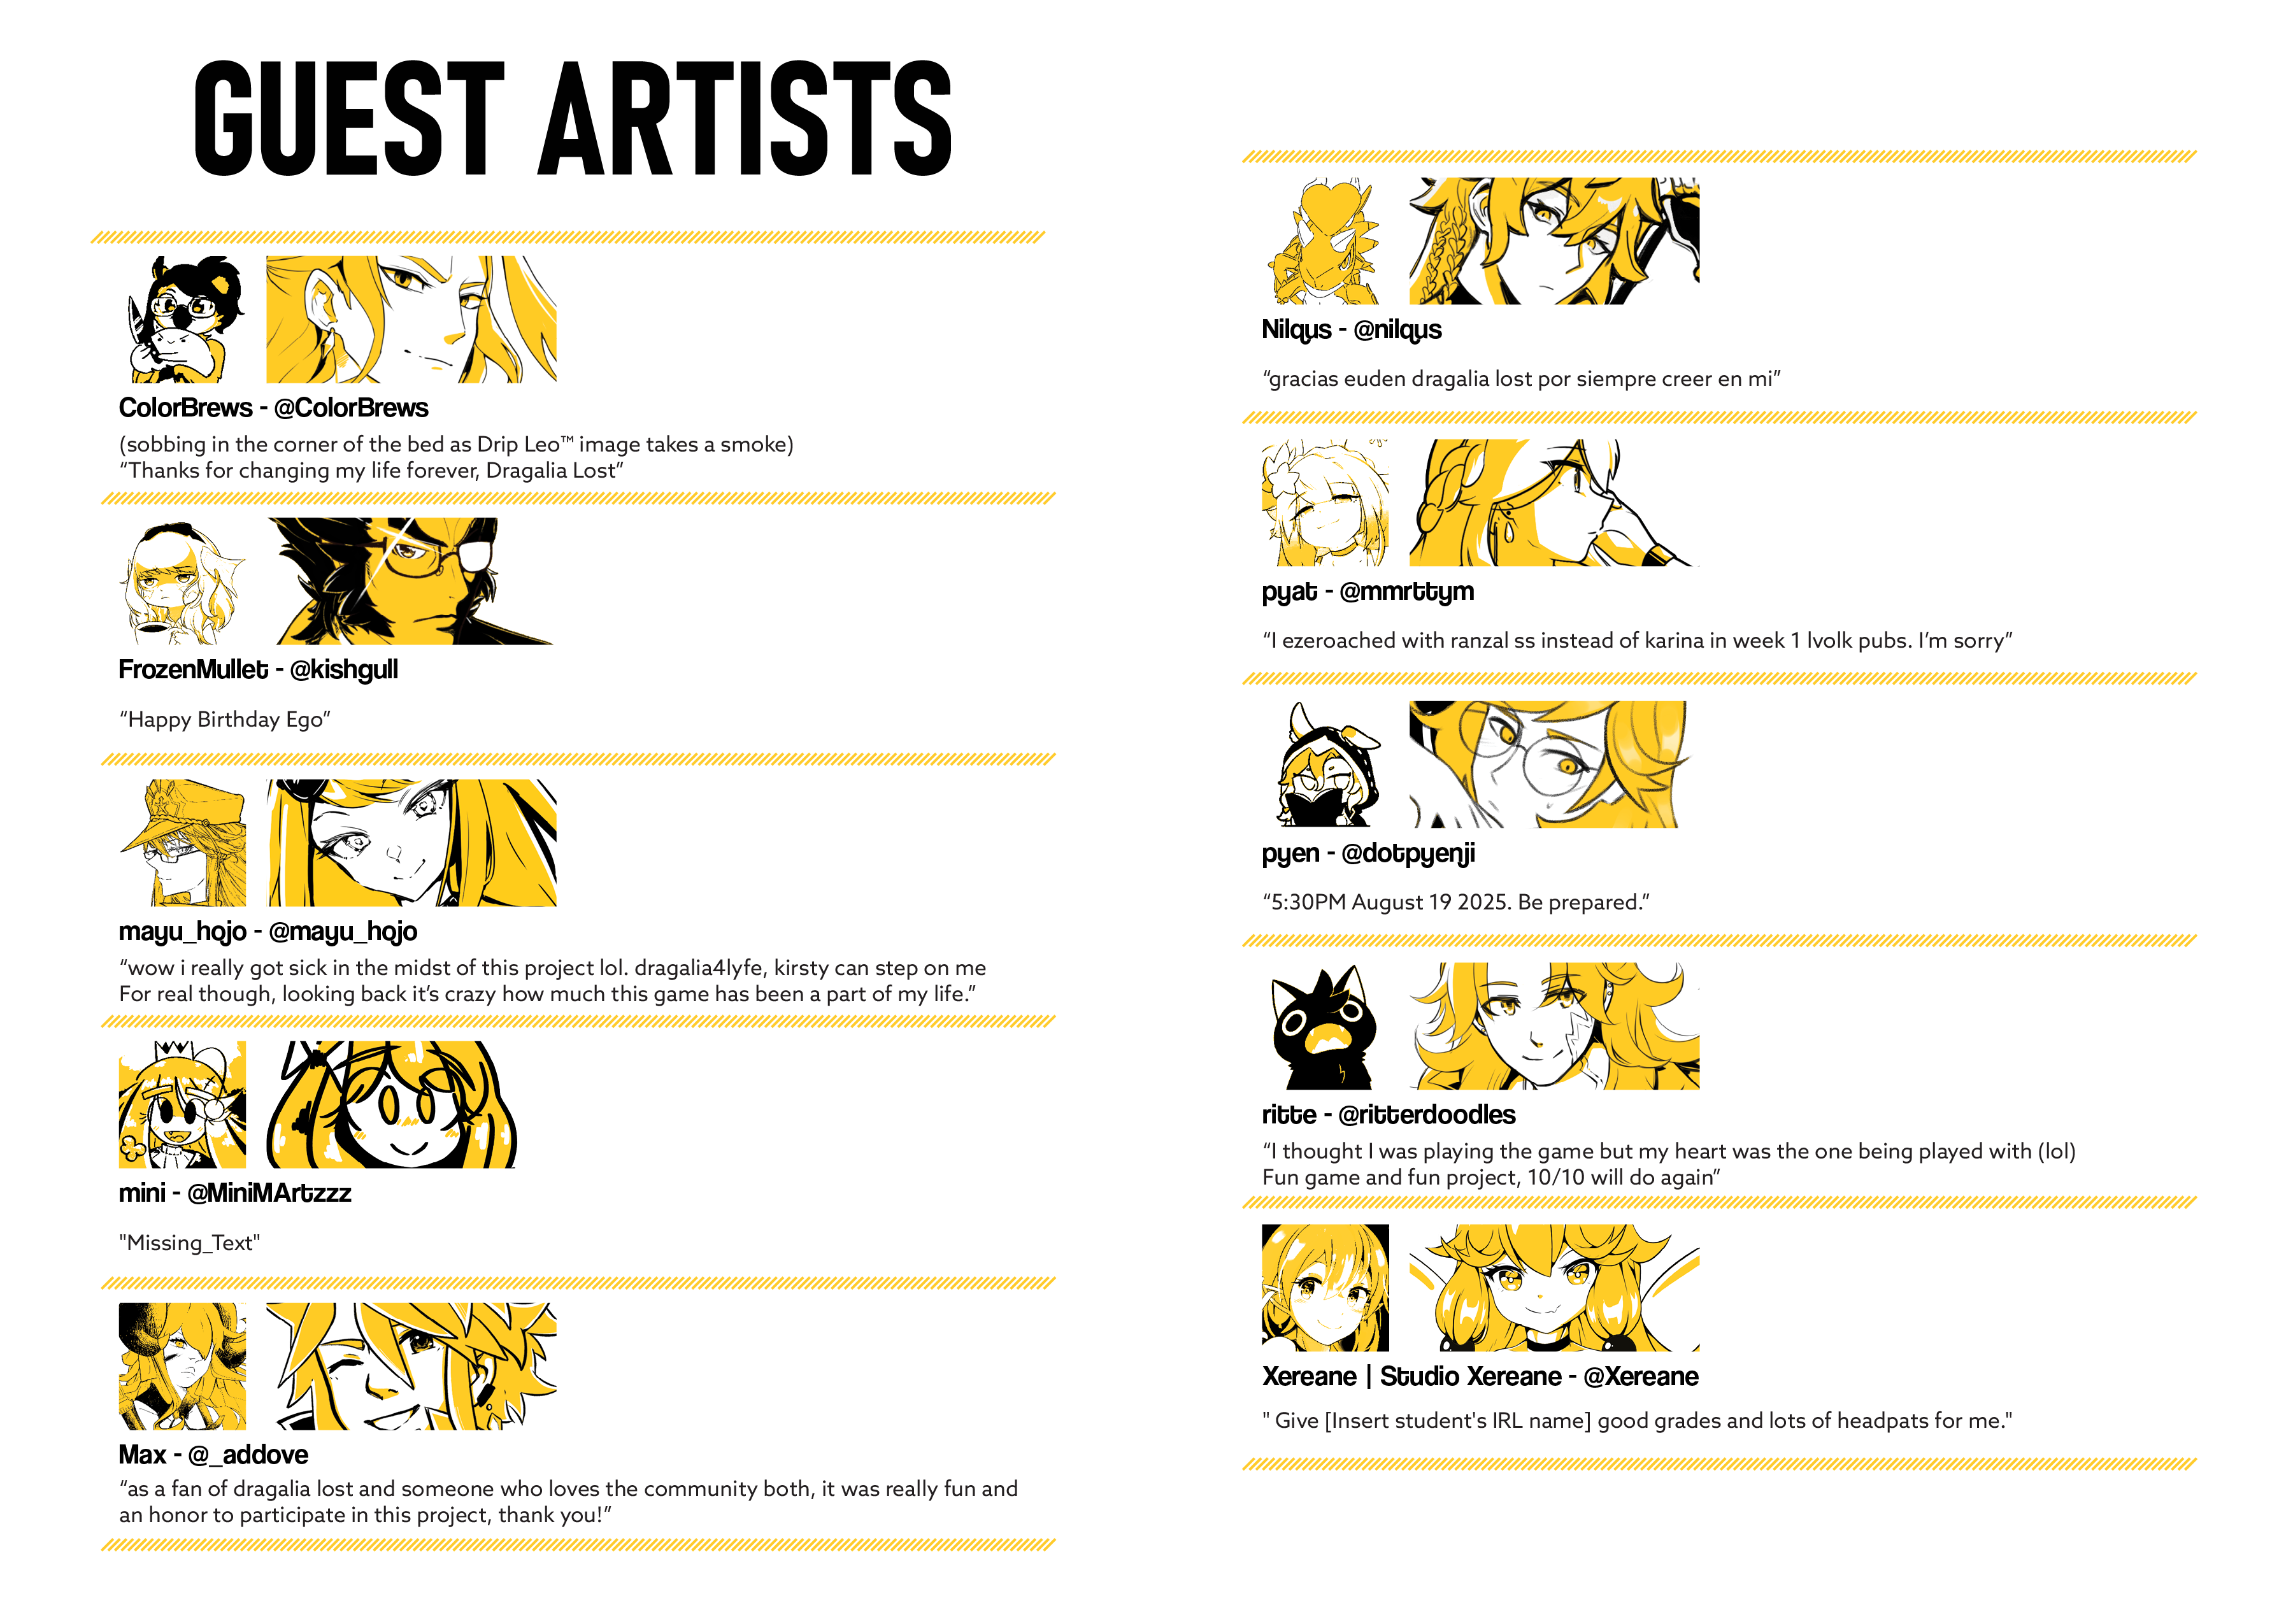 GUEST ARTISTS
ColorBrews - @ColorBrews
(sobbing in the corner of the bed as Drip Leo™ image takes a smoke)
“Thanks for changing my life forever, Dragalia Lost”
FrozenMullet - @kishgull
“Happy Birthday Ego”
mayu_hojo - @mayu_hojo
“wow i really got sick in the midst of this project lol. dragalia4lyfe, kirsty can step on me
For real though, looking back it’s crazy how much this game has been a part of my life.”
mini - @MiniMArtzzz
"Missing_Text"
Max - @_addove
“as a fan of dragalia lost and someone who loves the community both, it was really fun and
an honor to participate in this project, thank you!”
Nilqus - @nilqus
“gracias euden dragalia lost por siempre creer en mi”
pyat - @mmrttym
“I ezeroached with ranzal ss instead of karina in week 1 lvolk pubs. I’m sorry”
pyen - @dotpyenji
“5:30PM August 19 2025. Be prepared.”
ritte - @ritterdoodles
“I thought I was playing the game but my heart was the one being played with (lol)
Fun game and fun project, 10/10 will do again”
Xereane | Studio Xereane - @Xereane
" Give [Insert student's IRL name] good grades and lots of headpats for me."